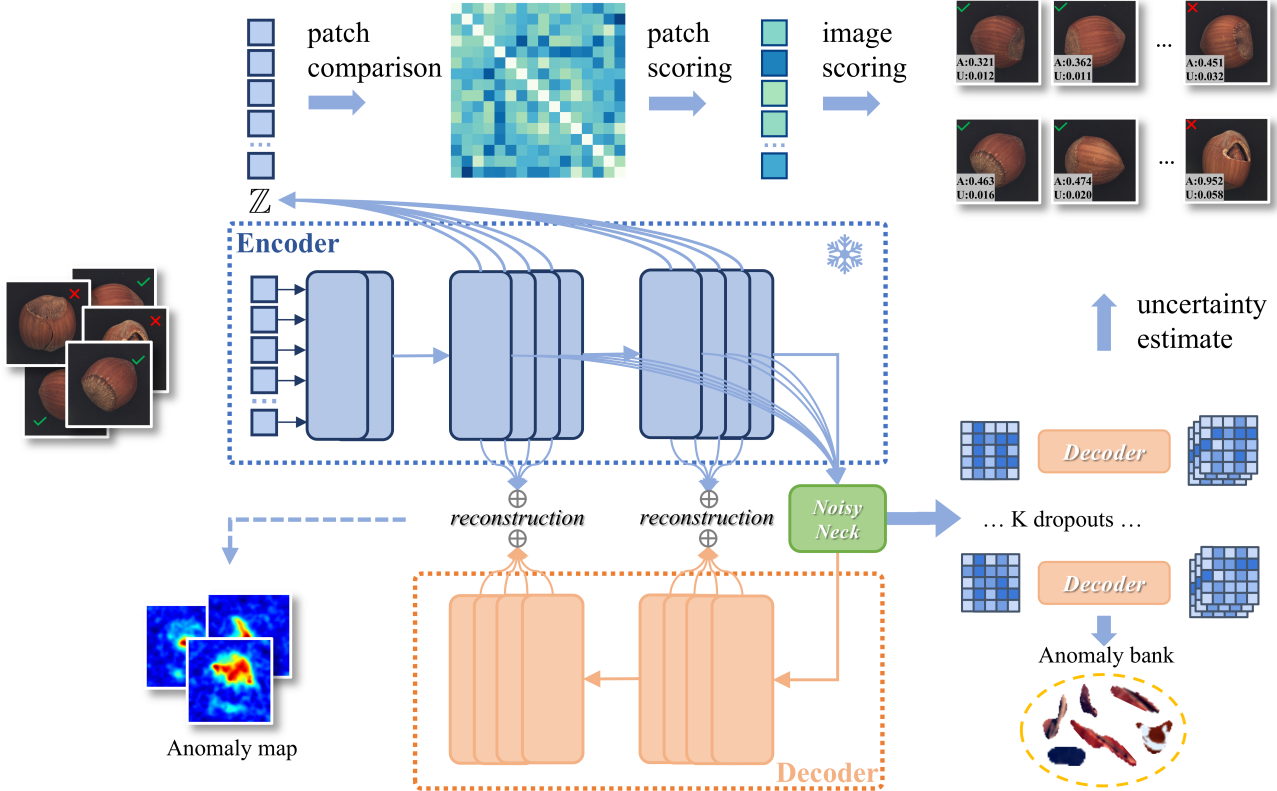 patch
comparison
patch
scoring
image
scoring
A:0.321
U:0.012
A:0.362
U:0.011
...
A:0.451
U:0.032
A:0.463
U:0.016
A:0.474
U:0.020
...
A:0.952
U:0.058
ℤ
Encoder
uncertainty
estimate
Decoder
reconstruction
reconstruction
Noisy
Neck
... K dropouts ...
Decoder
Anomaly bank
Anomaly map
Decoder